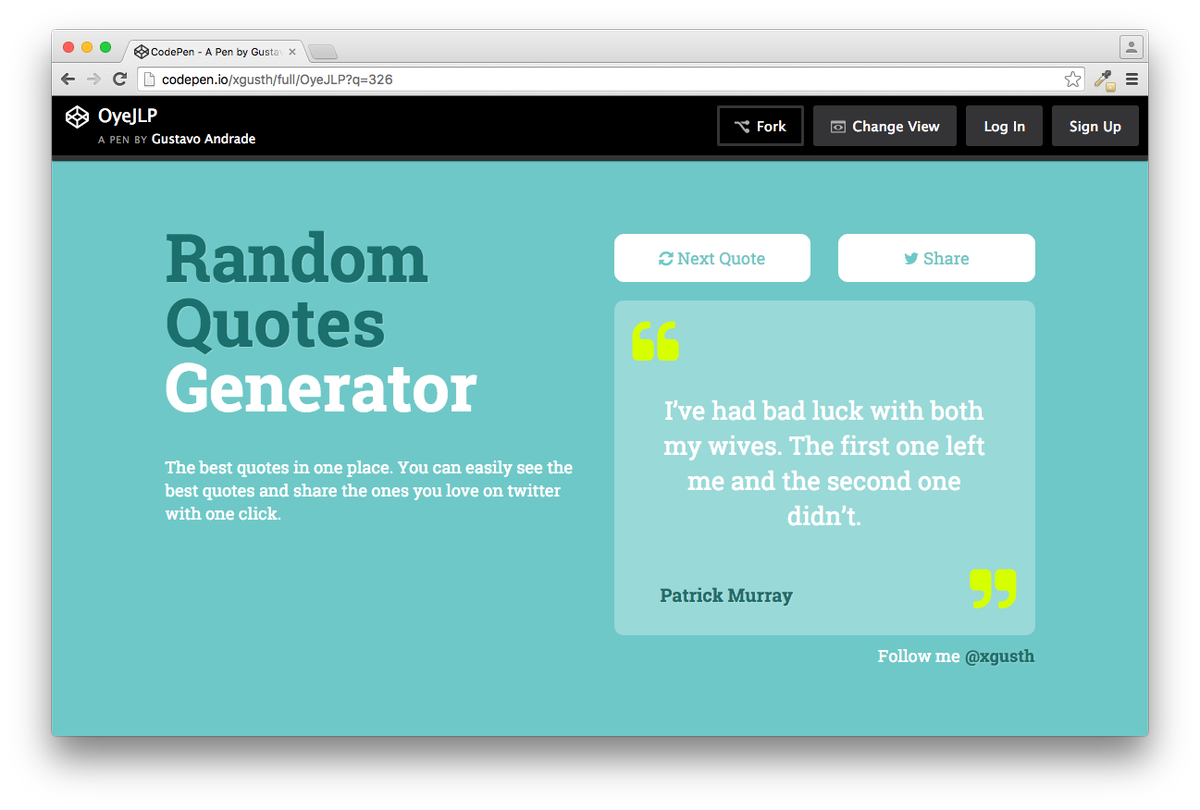 CodePen - A Pen by Gusta
codepen.io/xgusth/full/OyeJLP?q=326
OyeJLP
A PEN BY Gustavo Andrade
Fork
Change View
Log In
Sign Up
Random
Quotes
Generator
The best quotes in one place. You can easily see the
best quotes and share the ones you love on twitter
with one click.
Next Quote
Share
I’ve had bad luck with both
my wives. The first one left
me and the second one
didn’t.
Patrick Murray
Follow me @xgusth